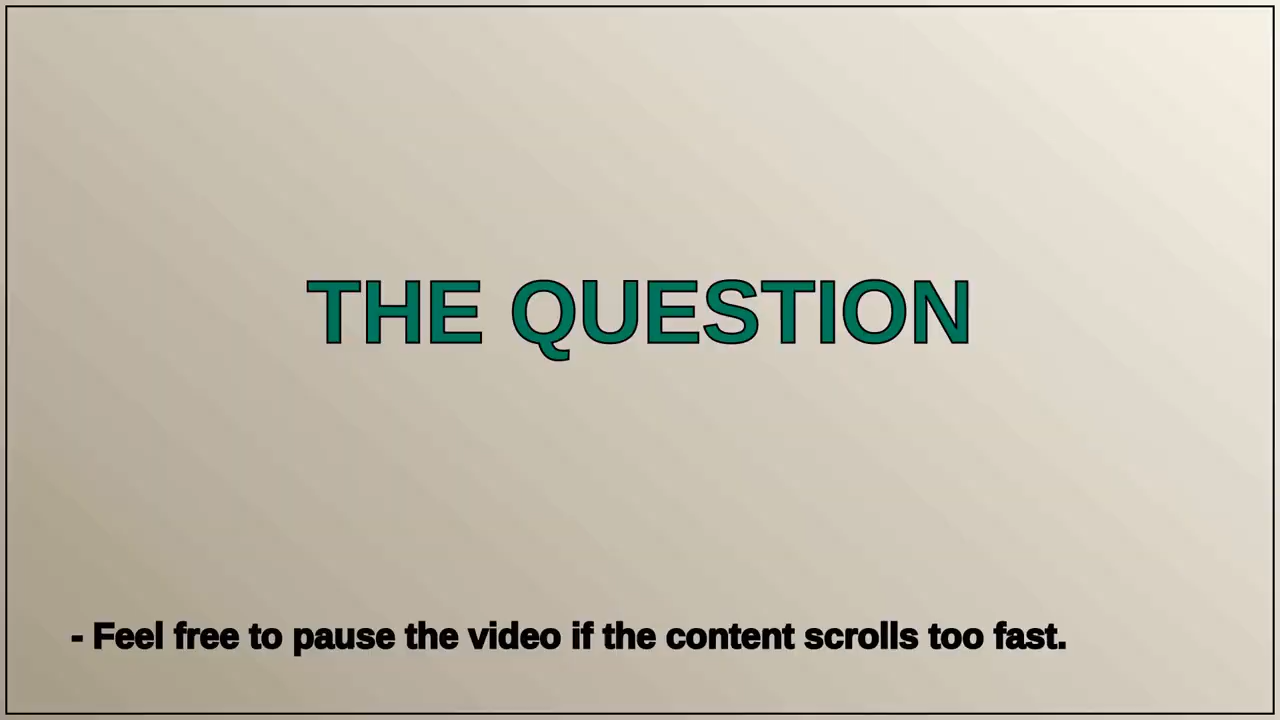 THE QUESTION
- Feel free to pause the video if the content scrolls too fast.